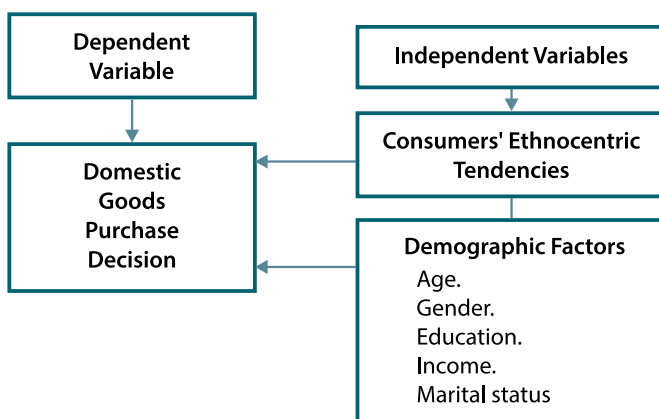 Dependent
Variable
Independent Variables
Domestic
Goods
Purchase
Decision
Consumers' Ethnocentric
Tendencies
Demographic Factors
Age.
Gender.
Education.
Income.
Marital status